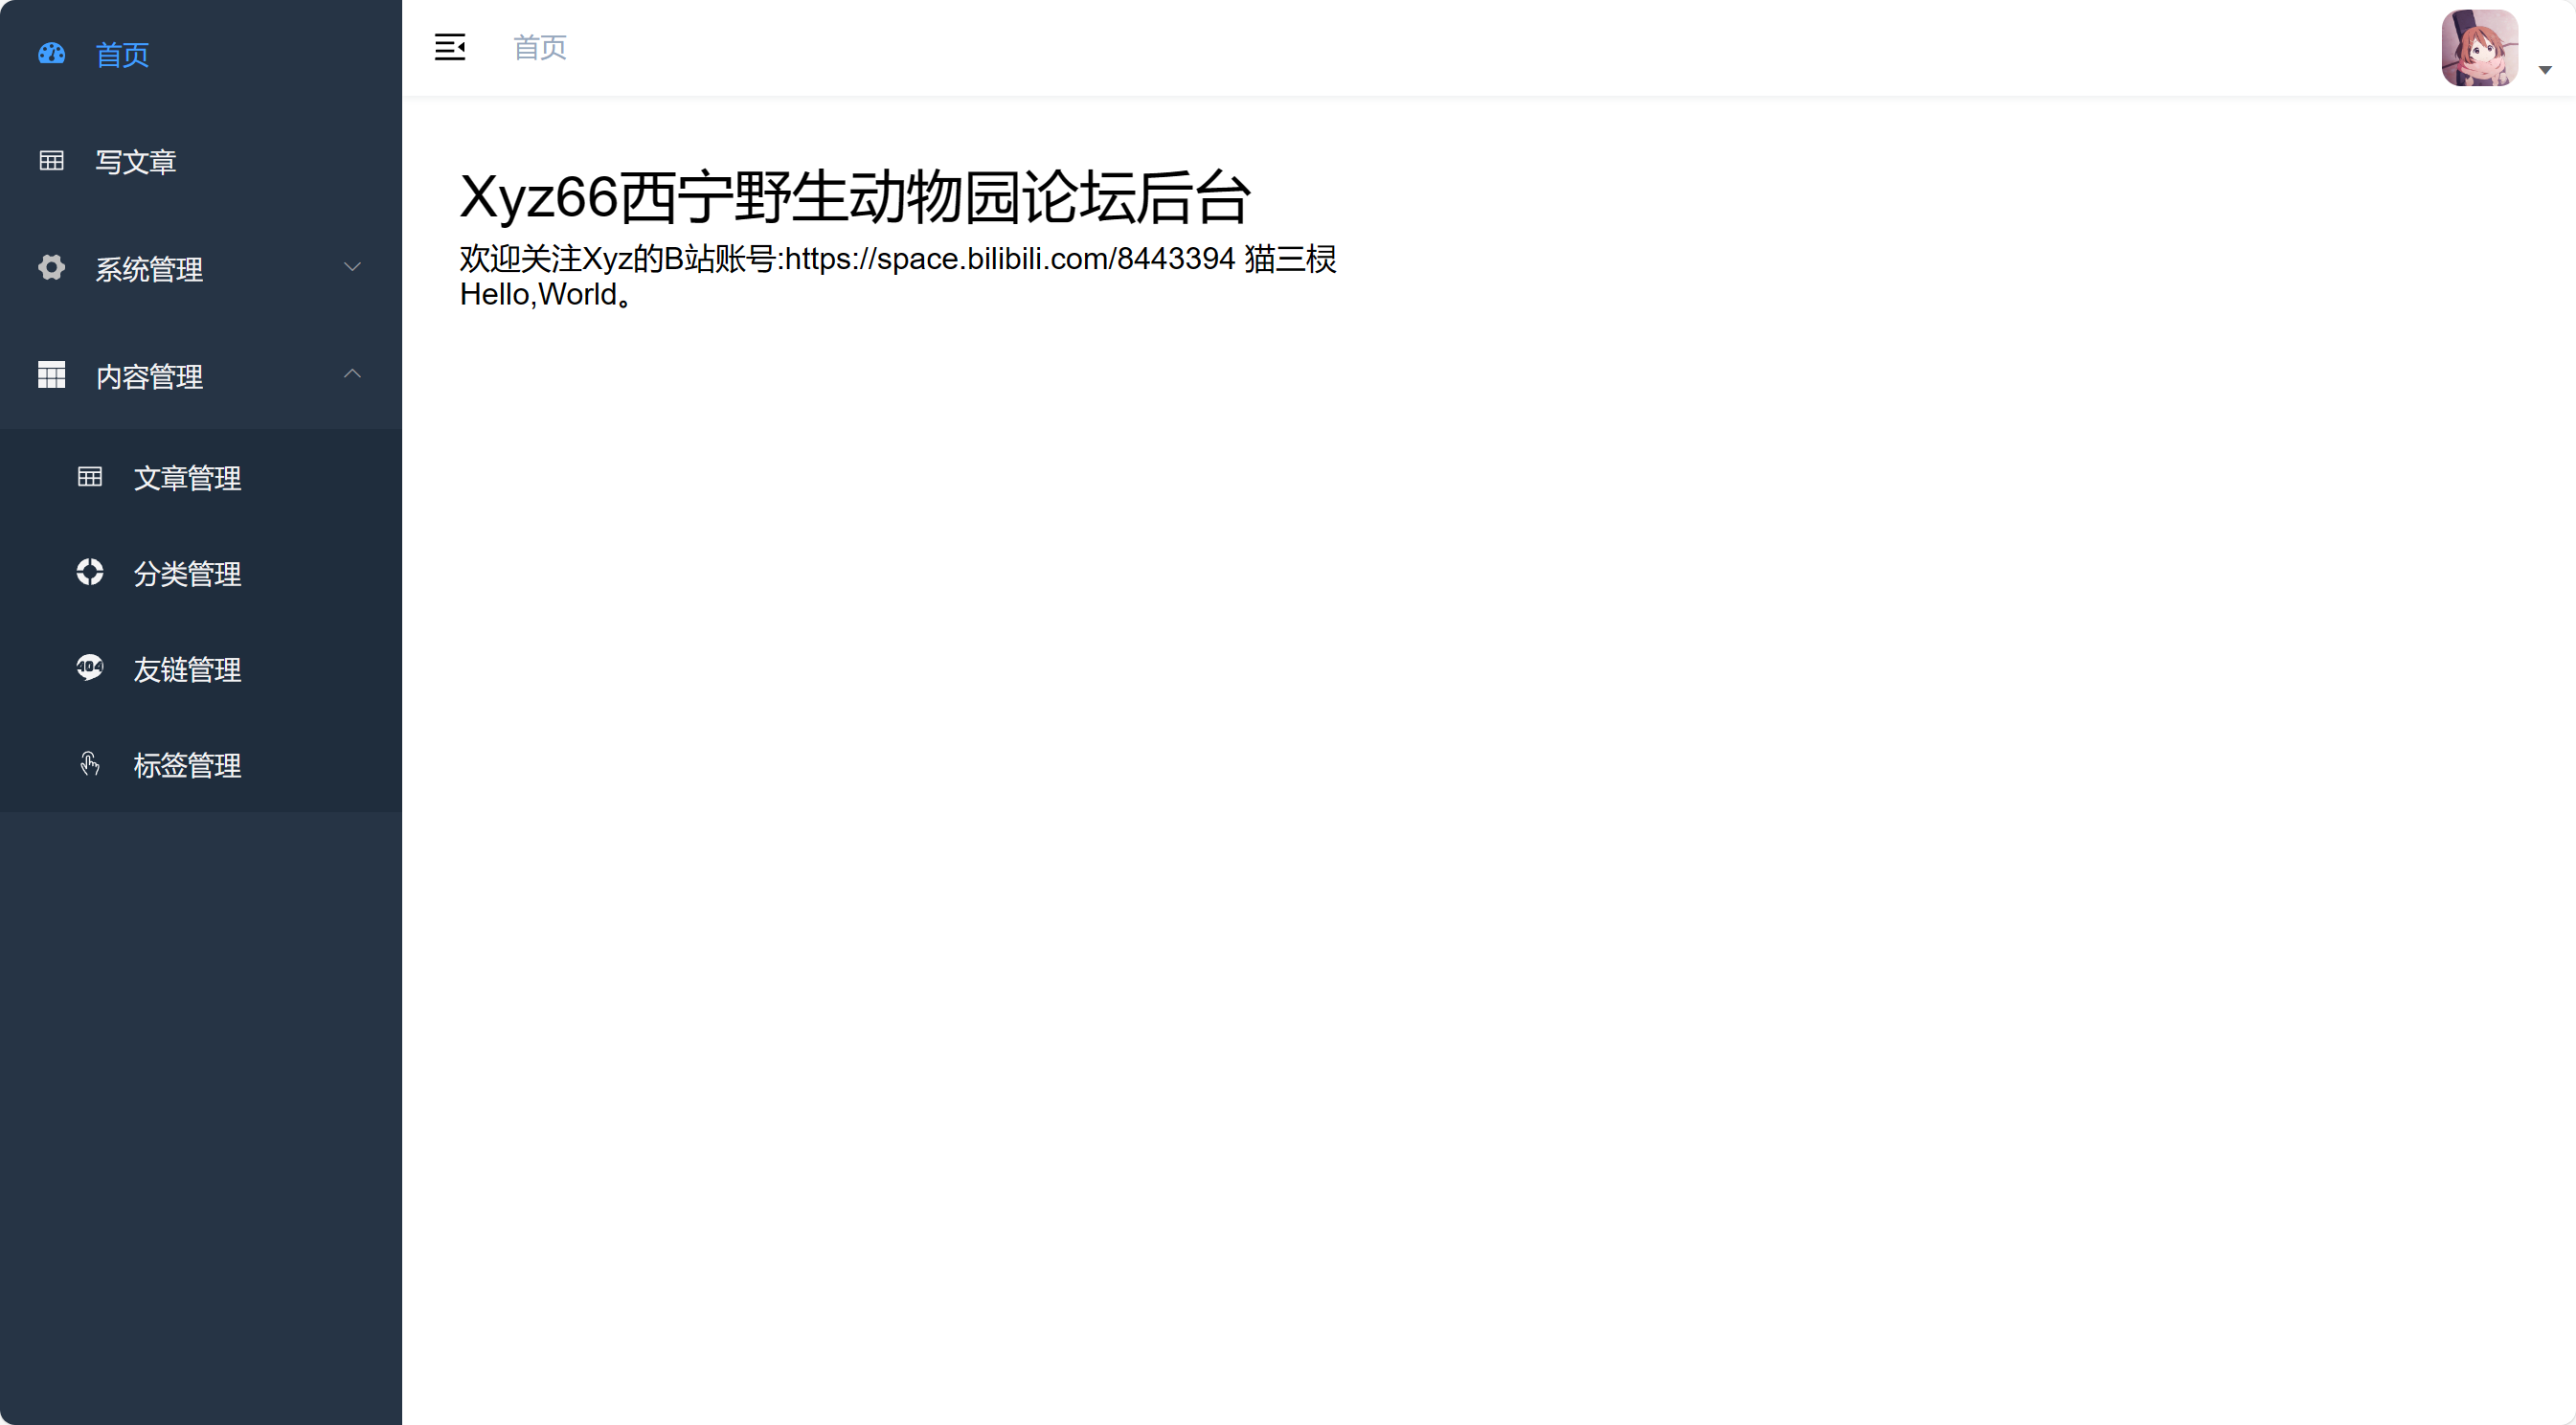 首页
写文章
系统管理
内容管理
文章管理
分类管理
404
友链管理
标签管理
首页
Xyz66西宁野生动物园论坛后台
欢迎关注Xyz的B站账号:https://space.bilibili.com/8443394 猫三棂
Hello,World。